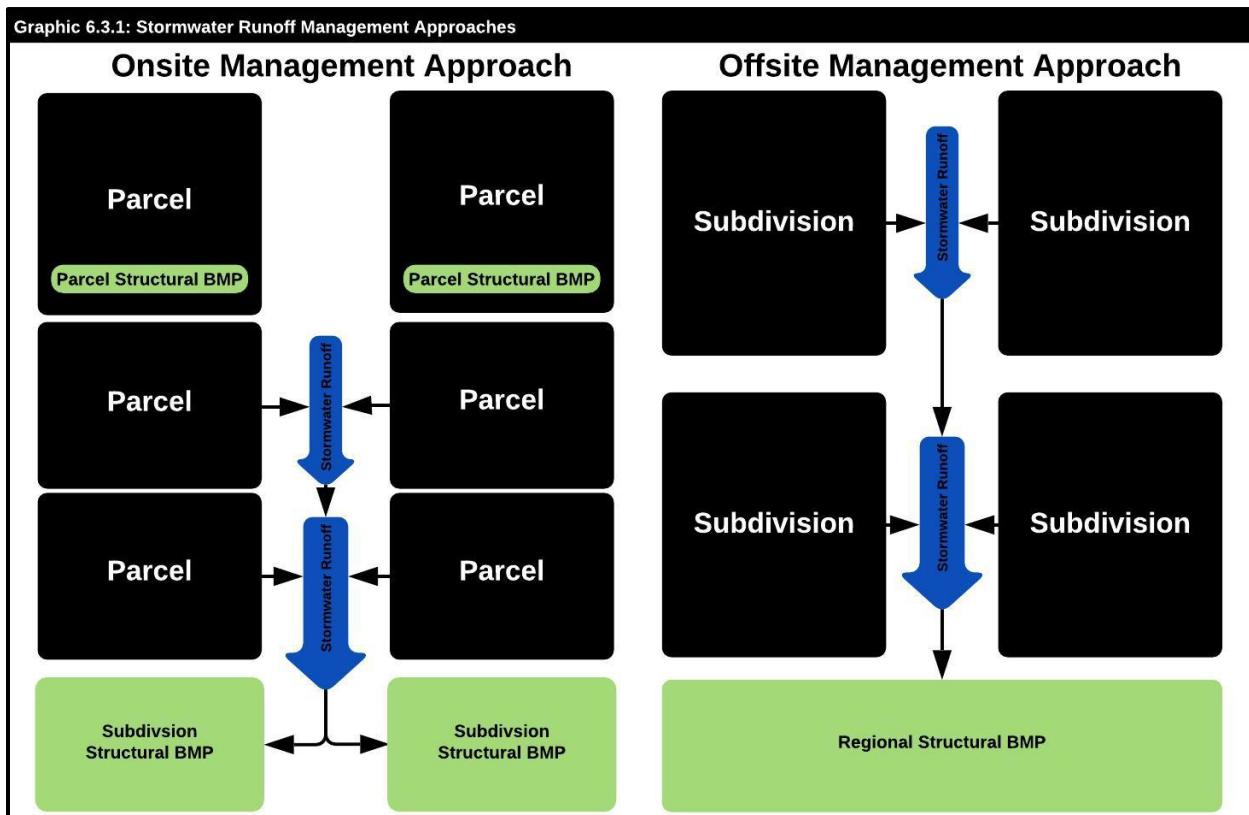 Graphic 6.3.1: Stormwater Runoff Management Approaches
Onsite Management Approach
Parcel
Parcel Structural BMP
Parcel
Parcel Structural BMP
Parcel
Stormwater Runoff
Parcel
Parcel
Stormwater Runoff
Parcel
Subdivsion
Structural BMP
Subdivsion
Structural BMP
Offsite Management Approach
Subdivision
Stormwater Runoff
Subdivision
Subdivision
Stormwater Runoff
Subdivision
Regional Structural BMP